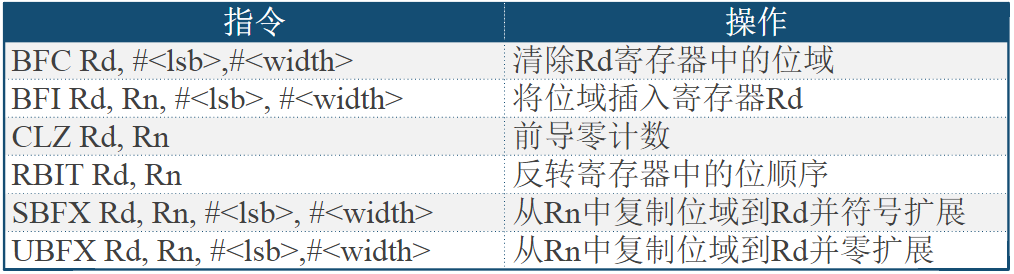 指令 操作
BFC Rd, #<lsb>,#<width> 清除Rd寄存器中的位域
BFI Rd, Rn, #<lsb>, #<width> 将位域插入寄存器Rd
CLZ Rd, Rn 前导零计数
RBIT Rd, Rn 反转寄存器中的位顺序
SBFX Rd, Rn, #<lsb>, #<width> 从Rn中复制位域到Rd并符号扩展
UBFX Rd, Rn, #<lsb>,#<width> 从Rn中复制位域到Rd并零扩展